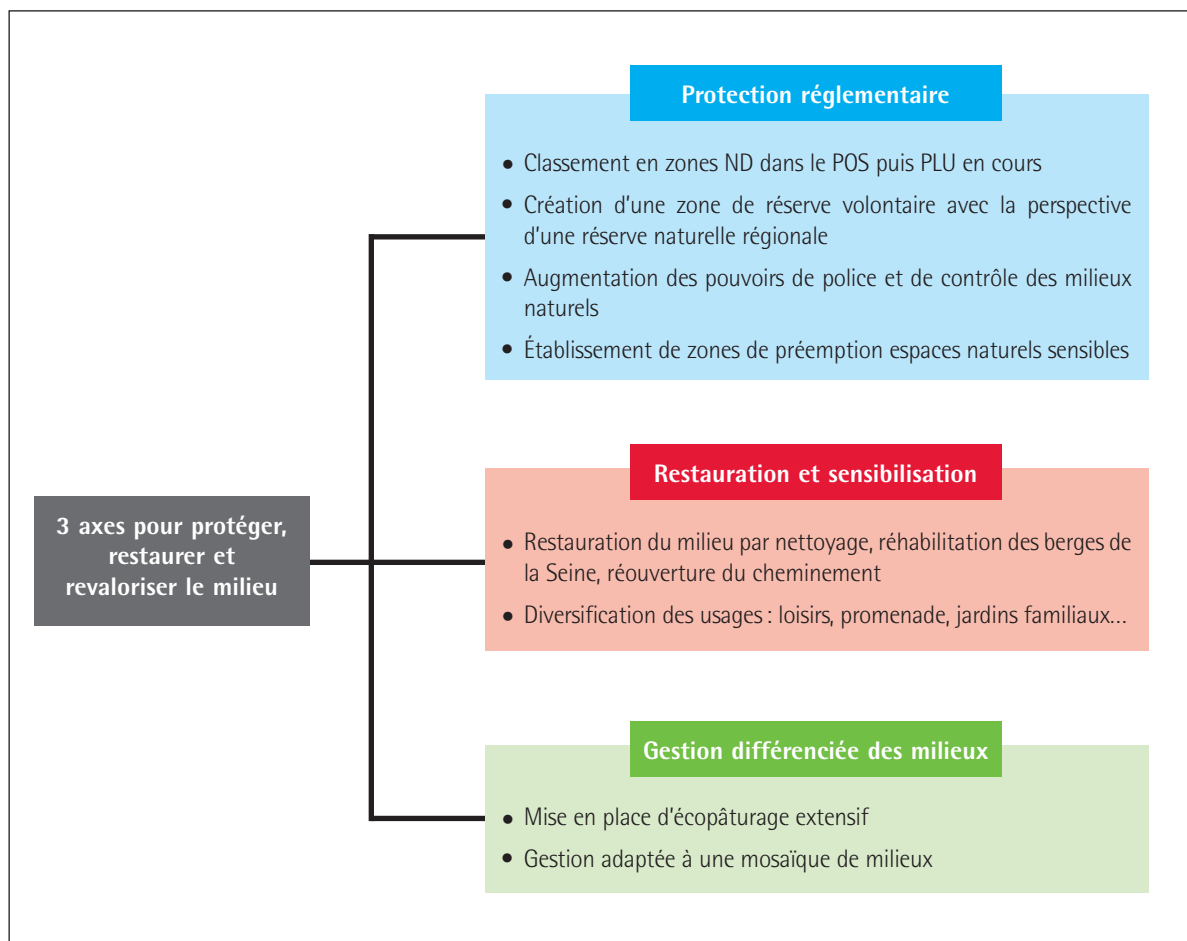 Protection réglementaire
• Classement en zones ND dans le POS puis PLU en cours
• Création d'une zone de réserve volontaire avec la perspective
d'une réserve naturelle régionale
• Augmentation des pouvoirs de police et de contrôle des milieux
naturels
• Établissement de zones de préemption espaces naturels sensibles
3 axes pour protéger,
restaurer et
revaloriser le milieu
Restauration et sensibilisation
• Restauration du milieu par nettoyage, réhabilitation des berges de
la Seine, réouverture du cheminement
• Diversification des usages : loisirs, promenade, jardins familiaux...
Gestion différenciée des milieux
• Mise en place d'écopâturage extensif
• Gestion adaptée à une mosaïque de milieux